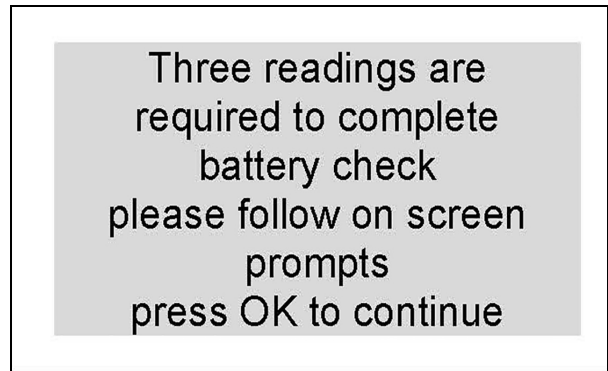 Three readings are
required to complete
battery check
please follow on screen
prompts
press OK to continue